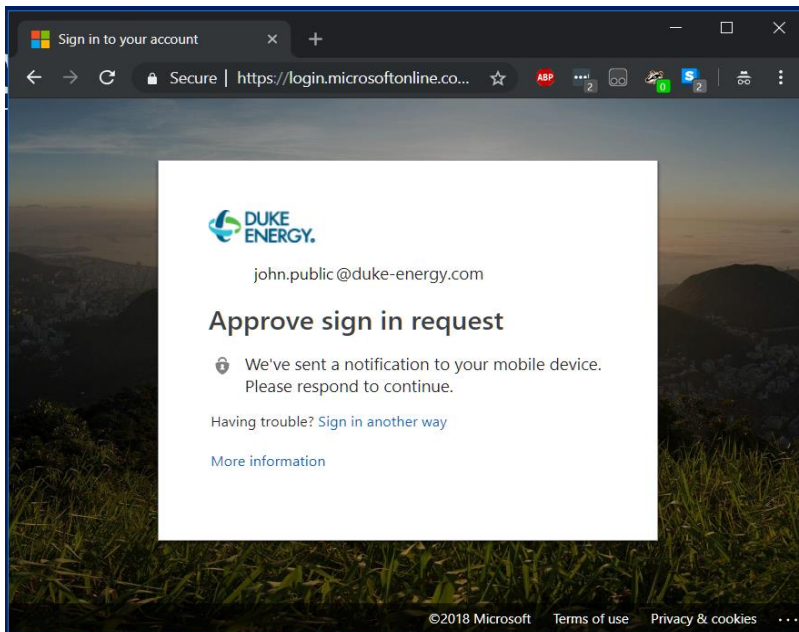 Sign in to your account
Secure | https://login.microsoftonline.co...
ABP
2
0
S
2
DUKE
ENERGY.
john.public @duke-energy.com
Approve sign in request
We've sent a notification to your mobile device.
Please respond to continue.
Having trouble? Sign in another way
More information
©2018 Microsoft Terms of use Privacy & cookies ...